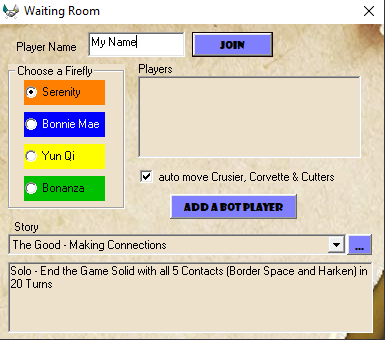 Waiting Room
Player Name
My Name
JOIN
Choose a Firefly
Serenity
Bonnie Mae
Yun Qi
Bonanza
Players
auto move Crusier, Corvette & Cutters
ADD A BOT PLAYER
Story
The Good - Making Connections
...
Solo - End the Game Solid with all 5 Contacts (Border Space and Harken) in
20 Turns